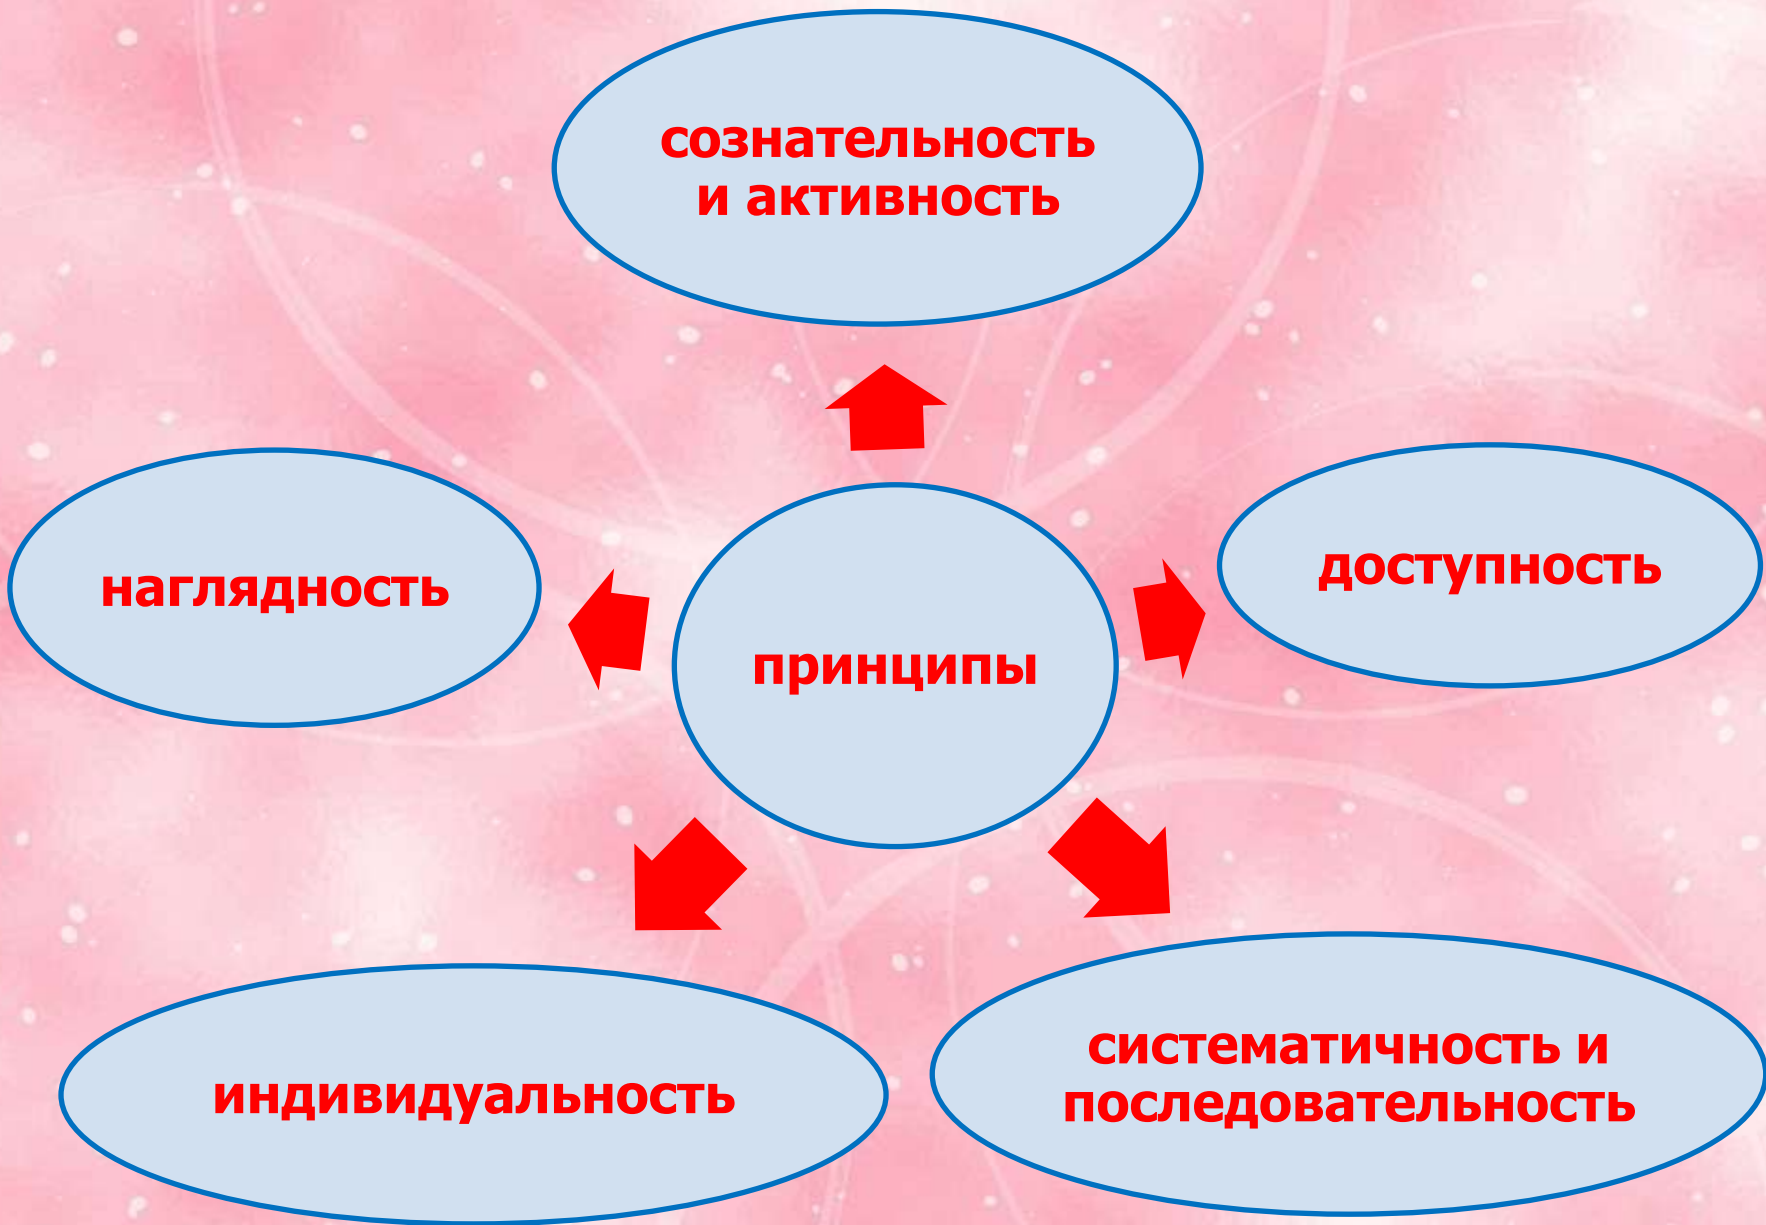 сознательность
и активность
наглядность
доступность
принципы
индивидуальность
систематичность и
последовательность